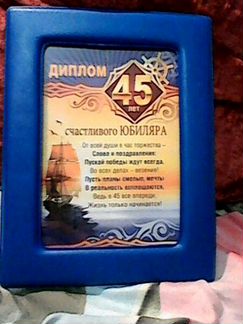 ДИПЛОМ
45
ЛЕТ
счастливого ЮБИЛЯРА
От всей души в час торжества –
Слова и поздравления:
Пускай победы ждут всегда,
Во всех делах – везения!
Пусть планы смелые, мечты
В реальность воплощаются,
Ведь в 45 все впереди,
Жизнь только начинается!